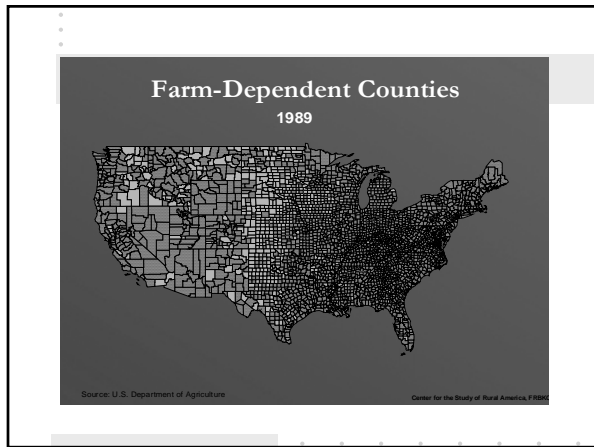 Farm-Dependent Counties
1989
Source: U.S. Department of Agriculture
Center for the Study of Rural America, FRBKC